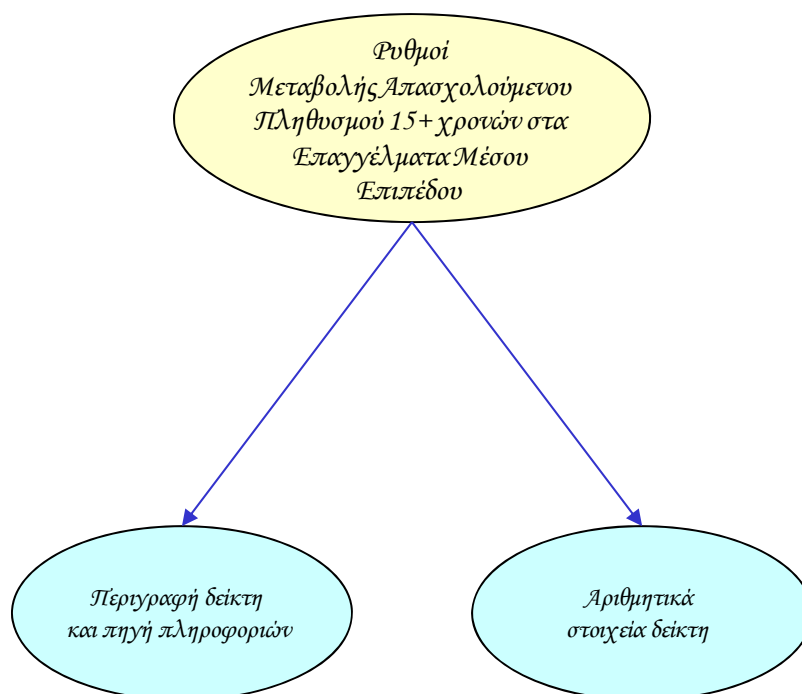 Ρυθμοί
Μεταβολής Απασχολούμενου
Πληθυσμού 15+ χρονών στα
Επαγγέλματα Μέσου
Επιπέδου
Περιγραφή δείκτη
και πηγή πληροφοριών
Αριθμητικά
στοιχεία δείκτη